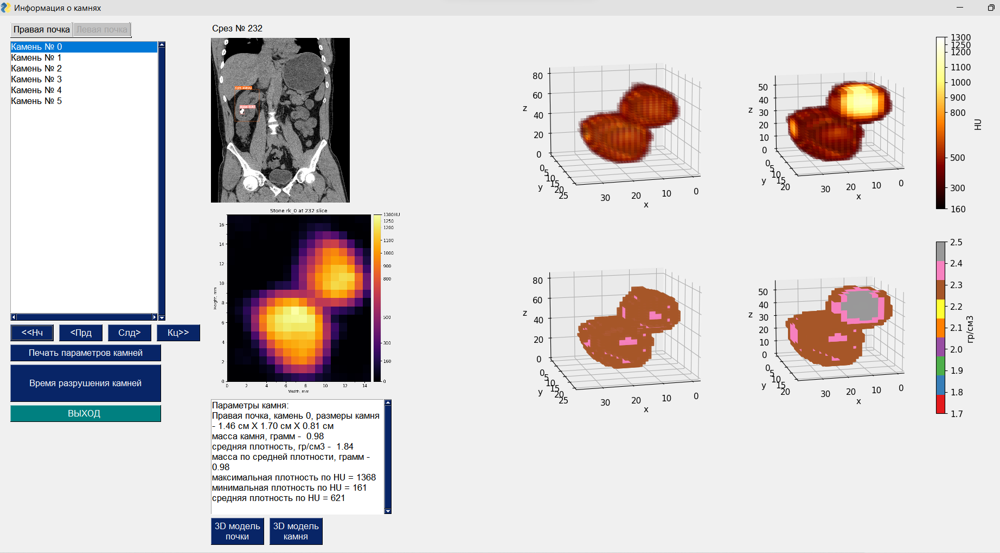 Информация о камнях
Правая почка
Левая почка
Камень № 0
Камень № 1
Камень № 2
Камень № 3
Камень № 4
Камень № 5
<<Нч
<Прд
Слд>
Кц>>
Печать параметров камней
Время разрушения камней
ВЫХОД
Срез № 232
right_kidney
Stone rk_0 at 232 slice
16
14
12
10
8
6
4
2
0
Height, mm
0 2 4 6 8 10 12 14
Width, mm
1300HU
1250
1200
1100
1000
900
800
500
300
160
0
Параметры камня:
Правая почка, камень 0, размеры камня
- 1.46 см X 1.70 см X 0.81 см
масса камня, грамм - 0.98
средняя плотность, гр/см3 - 1.84
масса по средней плотности, грамм -
0.98
максимальная плотность по HU = 1368
минимальная плотность по HU = 161
средняя плотность по HU = 621
3D модель
почки
3D модель
камня
80
60
40
20
0
z
0
5
10
15
20
25
y
30 20 10 0
x
50
40
30
20
10
0
z
0
5
10
15
20
y
30 20 10 0
x
1300
1250
1200
1100
1000
900
800
500
300
160
HU
80
60
40
20
0
z
0
5
10
15
20
25
y
30 20 10 0
x
50
40
30
20
10
0
z
0
5
10
15
20
y
30 20 10 0
x
2.5
2.4
2.3
2.2
2.1
2.0
1.9
1.8
1.7
гр/см3